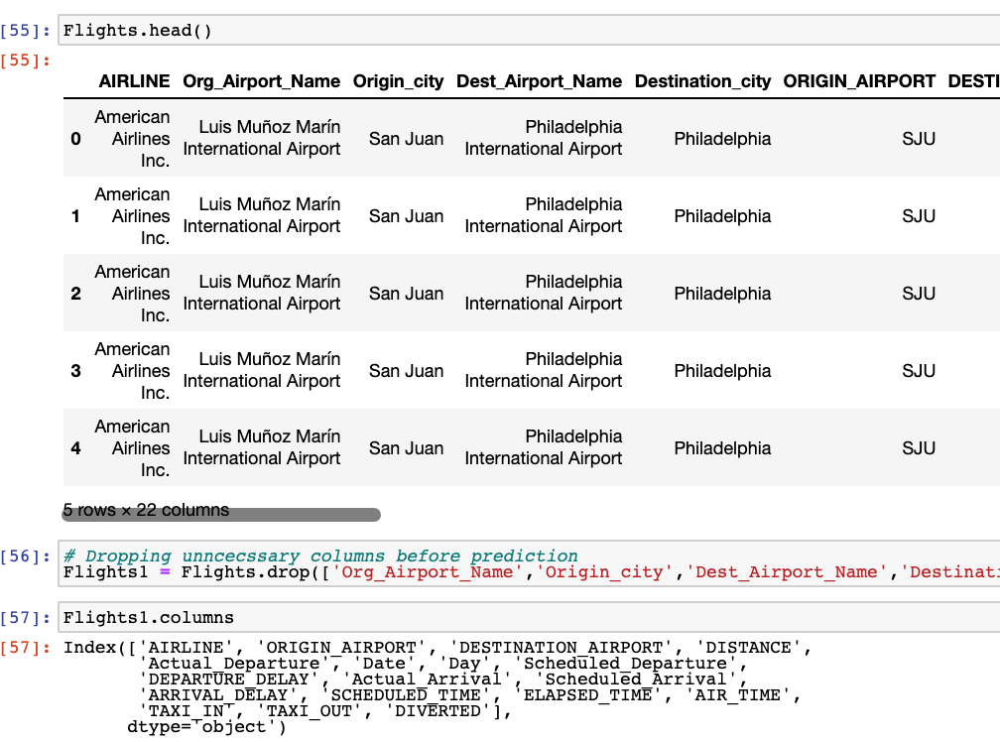 [55]: Flights.head()
[55]:
AIRLINE Org_Airport_Name Origin_city Dest_Airport_Name Destination_city ORIGIN_AIRPORT DESTI
0 American Airlines Inc. Luis Muñoz Marín International Airport San Juan Philadelphia International Airport Philadelphia SJU
1 American Airlines Inc. Luis Muñoz Marín International Airport San Juan Philadelphia International Airport Philadelphia SJU
2 American Airlines Inc. Luis Muñoz Marín International Airport San Juan Philadelphia International Airport Philadelphia SJU
3 American Airlines Inc. Luis Muñoz Marín International Airport San Juan Philadelphia International Airport Philadelphia SJU
4 American Airlines Inc. Luis Muñoz Marín International Airport San Juan Philadelphia International Airport Philadelphia SJU
5 rows × 22 columns
[56]: # Dropping unncecssary columns before prediction
Flights1 = Flights.drop(['Org_Airport_Name','Origin_city','Dest_Airport_Name','Destinati
[57]: Flights1.columns
[57]: Index(['AIRLINE', 'ORIGIN_AIRPORT', 'DESTINATION_AIRPORT', 'DISTANCE',
'Actual_Departure', 'Date', 'Day', 'Scheduled_Departure',
'DEPARTURE_DELAY', 'Actual_Arrival', 'Scheduled_Arrival',
'ARRIVAL_DELAY', 'SCHEDULED_TIME', 'ELAPSED_TIME', 'AIR_TIME',
'TAXI_IN', 'TAXI_OUT', 'DIVERTED'],
dtype='object')